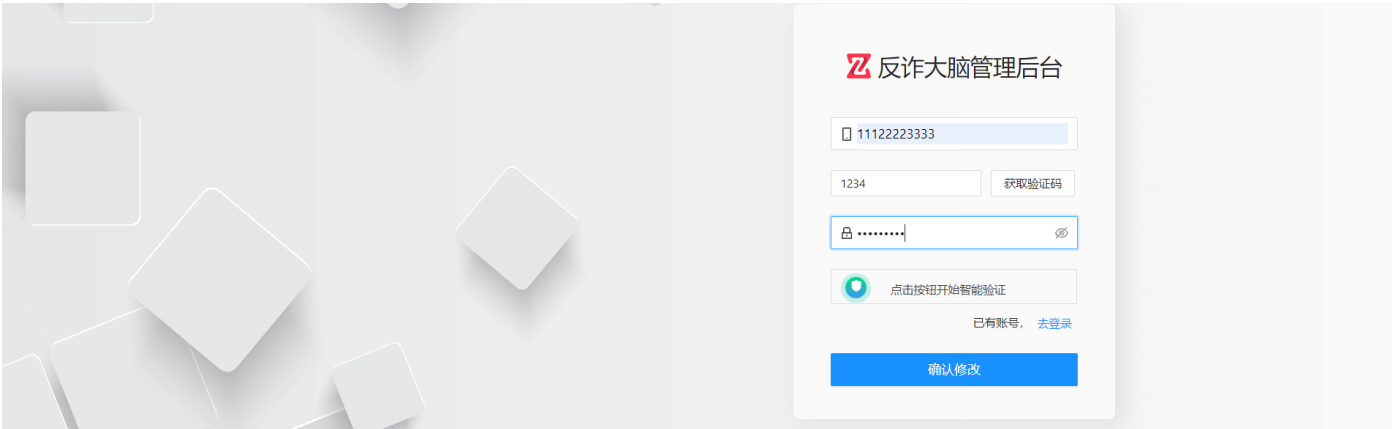 反诈大脑管理后台
11122223333
1234 获取验证码
•••••••••
点击按钮开始智能验证
已有账号， 去登录
确认修改